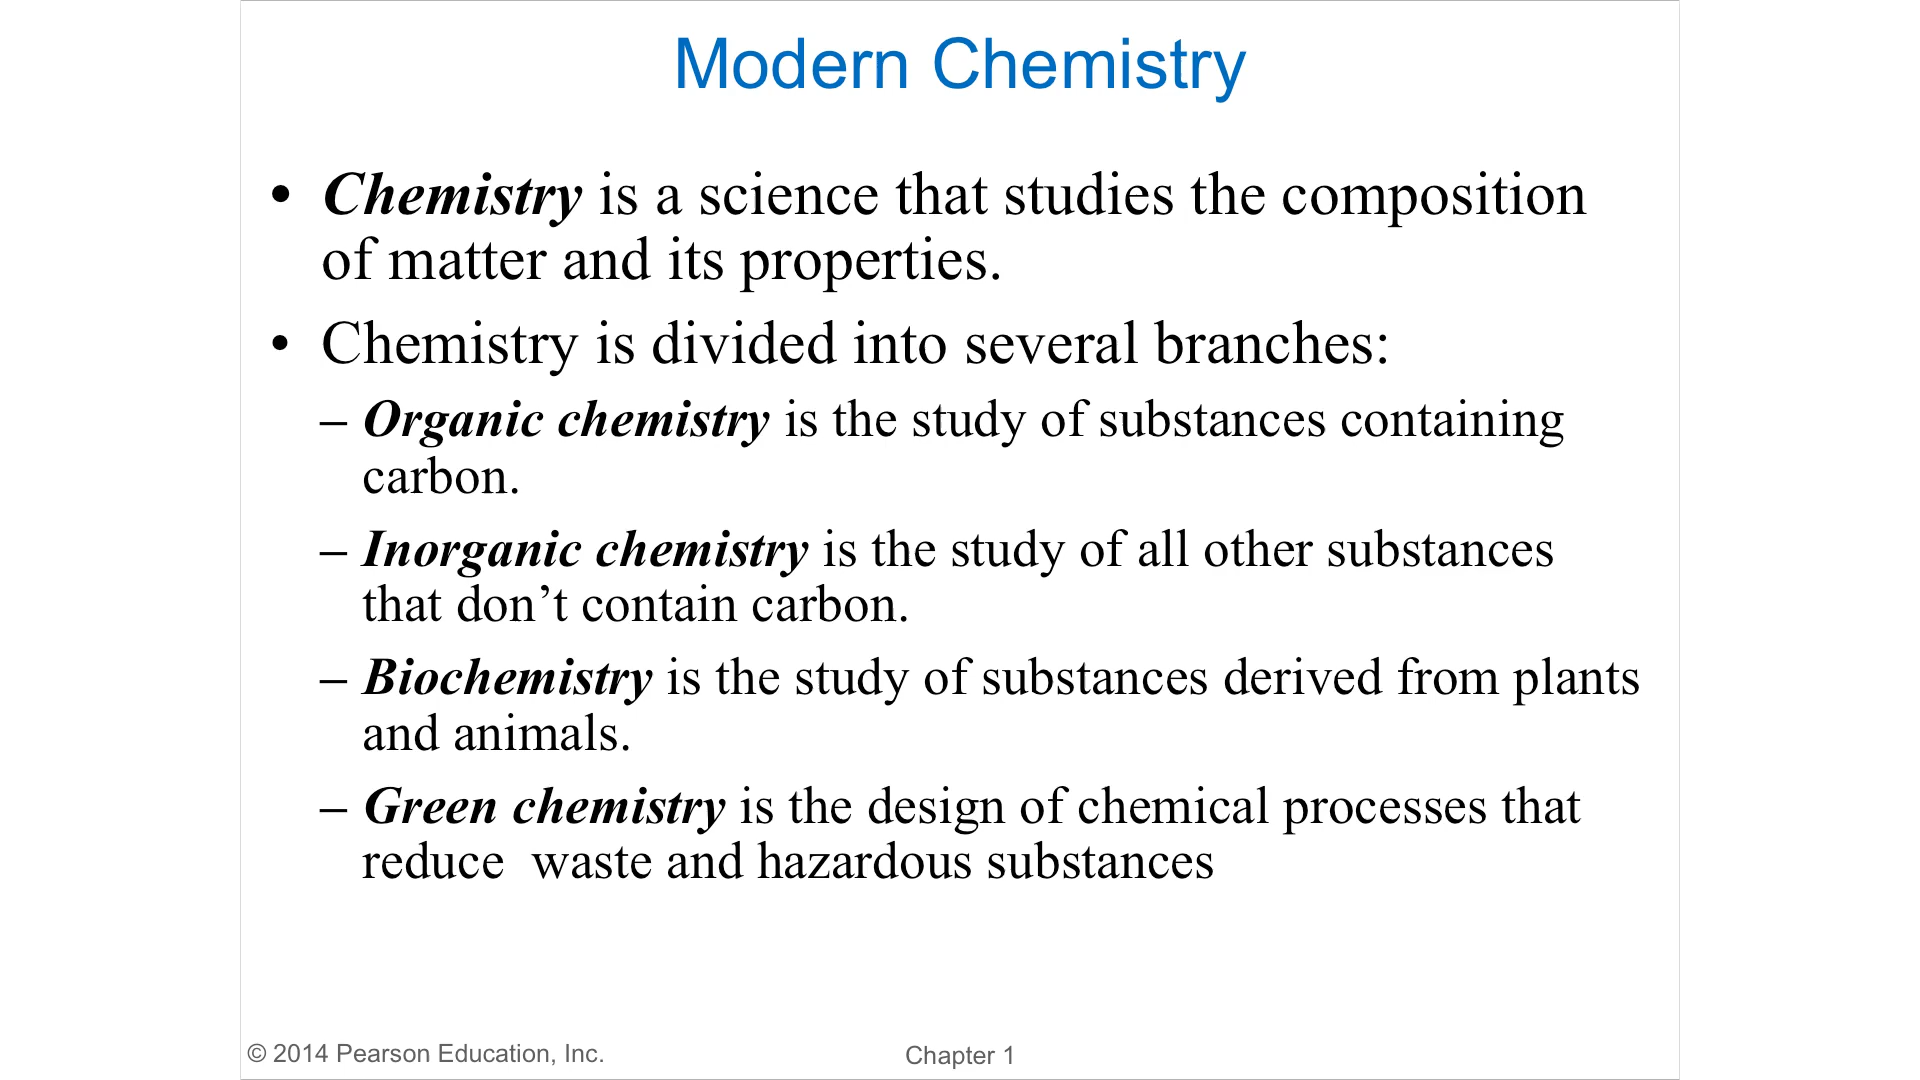 Modern Chemistry
• Chemistry is a science that studies the composition
of matter and its properties.
• Chemistry is divided into several branches:
– Organic chemistry is the study of substances containing
carbon.
– Inorganic chemistry is the study of all other substances
that don’t contain carbon.
– Biochemistry is the study of substances derived from plants
and animals.
– Green chemistry is the design of chemical processes that
reduce  waste and hazardous substances
© 2014 Pearson Education, Inc.
Chapter 1